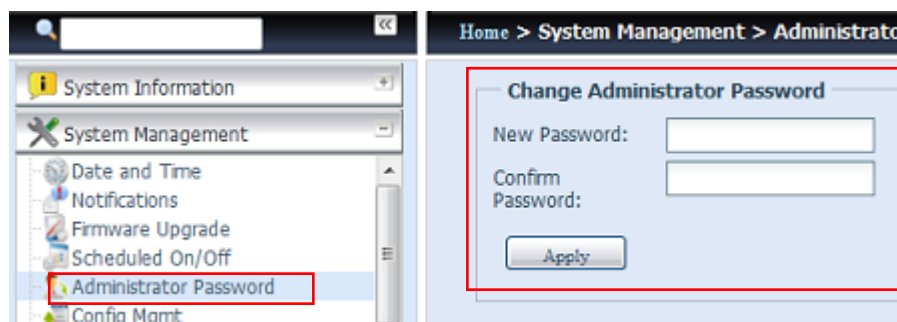 Home > System Management > Administrato
System Information
System Management
Date and Time
Notifications
Firmware Upgrade
Scheduled On/Off
Administrator Password
Config Mgmt
Change Administrator Password
New Password:
Confirm
Password:
Apply